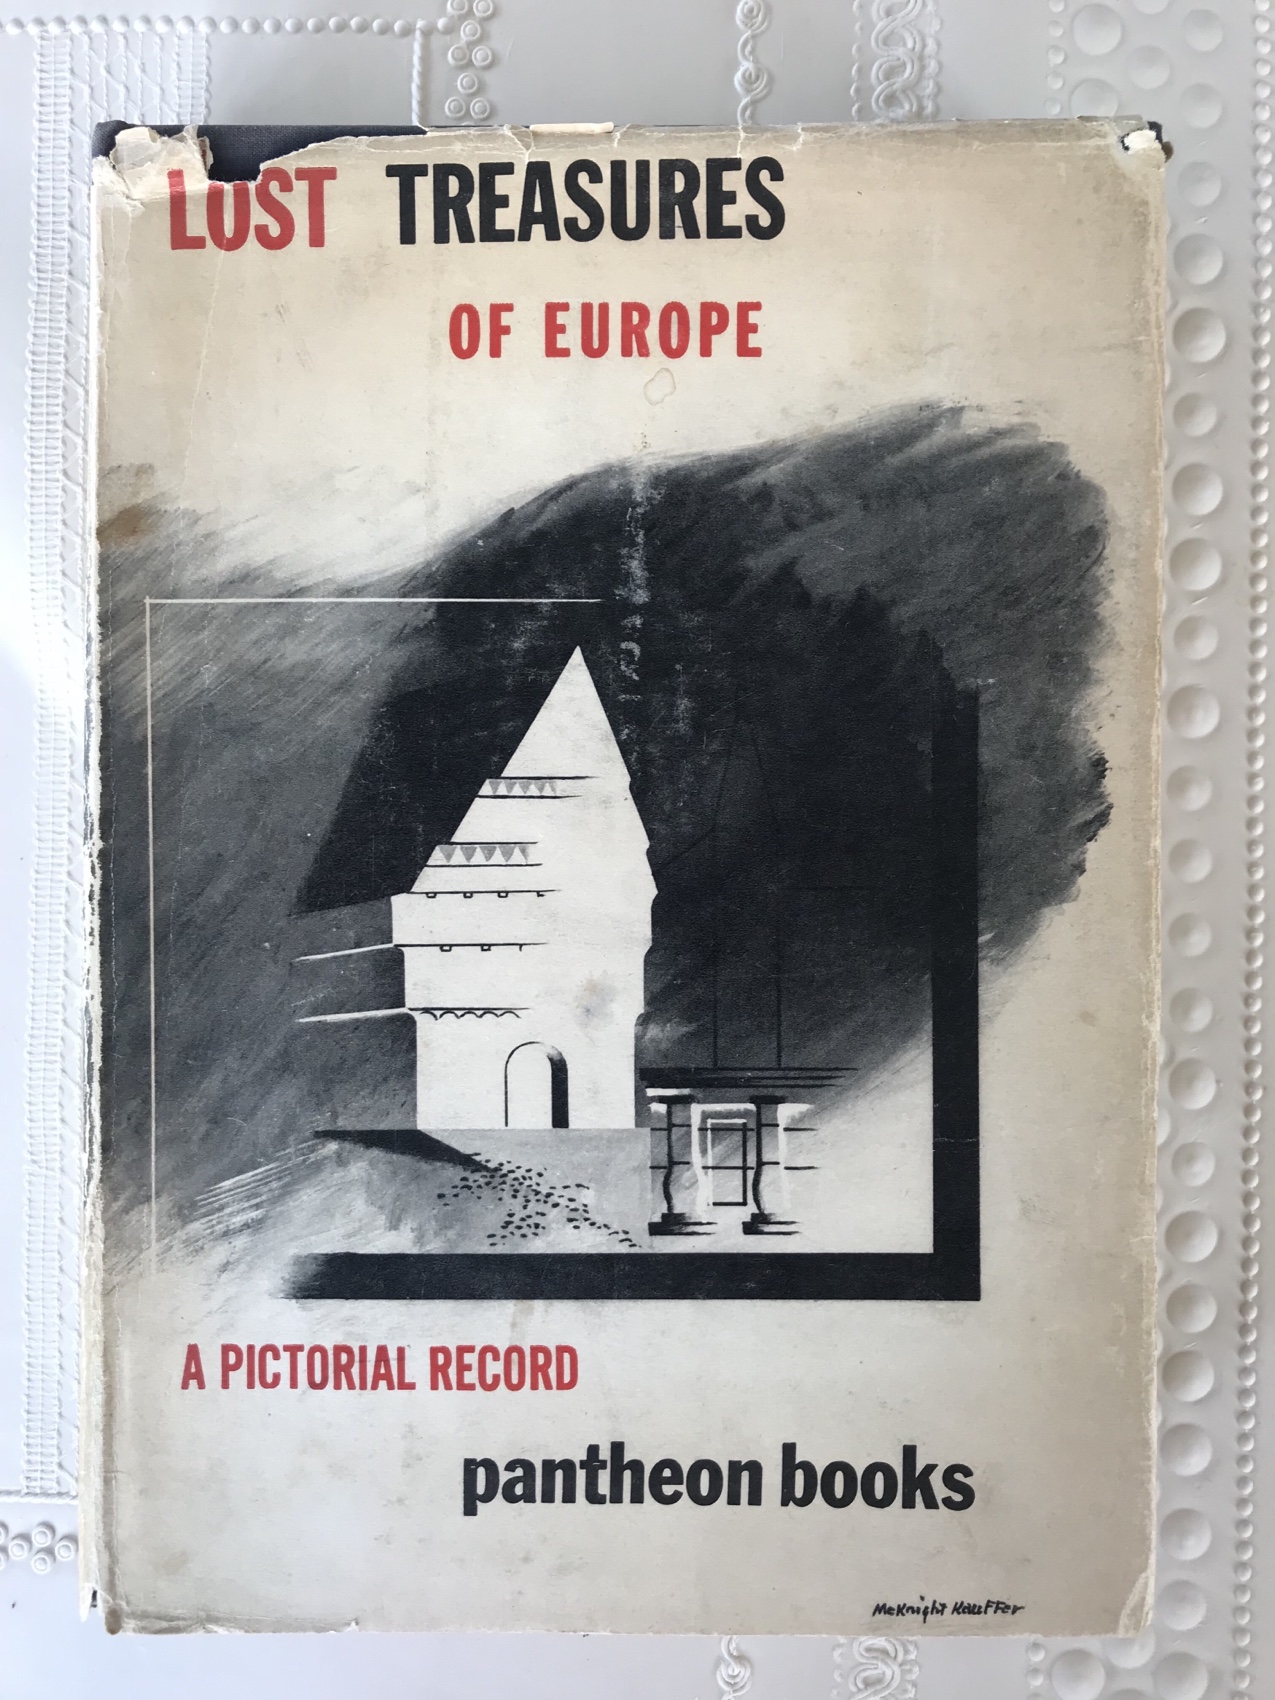 LOST TREASURES
OF EUROPE
A PICTORIAL RECORD
pantheon books
McKnight Kauffer